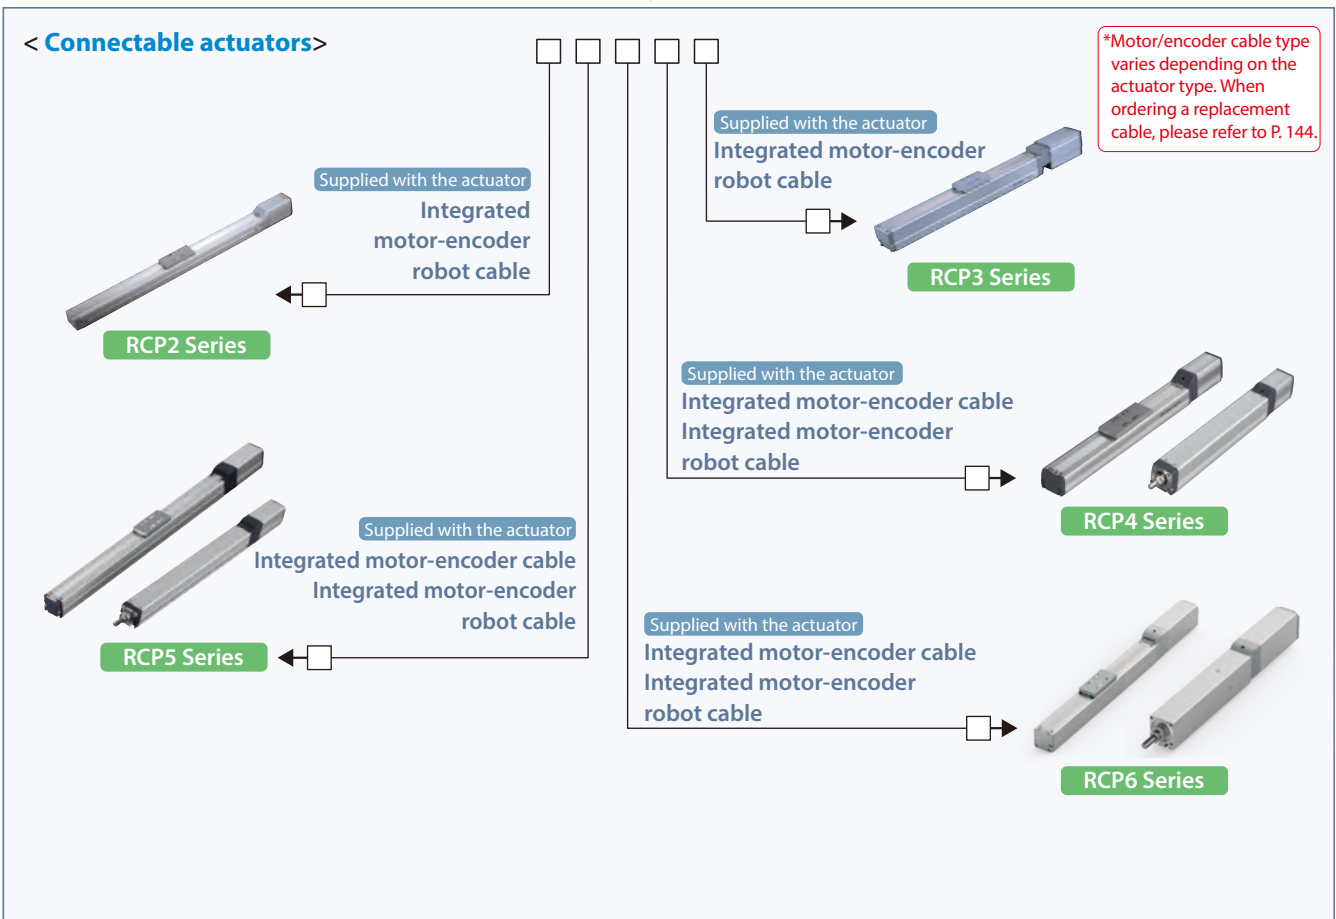 < Connectable actuators>
*Motor/encoder cable type
varies depending on the
actuator type. When
ordering a replacement
cable, please refer to P. 144.
Supplied with the actuator
Integrated motor-encoder
robot cable
RCP3 Series
Supplied with the actuator
Integrated
motor-encoder
robot cable
RCP2 Series
Supplied with the actuator
Integrated motor-encoder cable
Integrated motor-encoder
robot cable
RCP4 Series
Supplied with the actuator
Integrated motor-encoder cable
Integrated motor-encoder
robot cable
RCP5 Series
Supplied with the actuator
Integrated motor-encoder cable
Integrated motor-encoder
robot cable
RCP6 Series